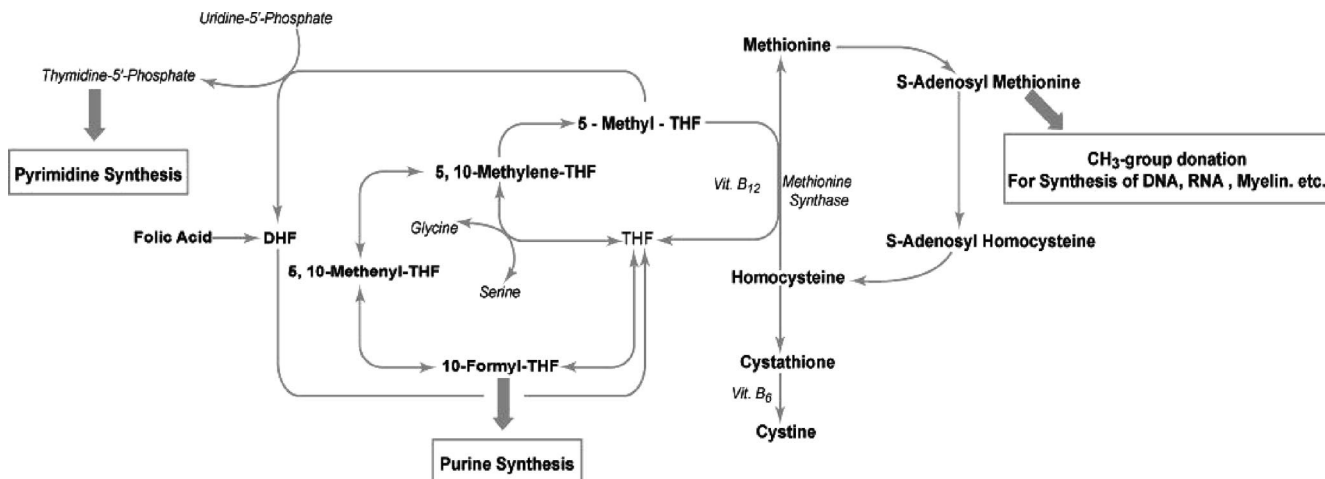 Uridine-5'-Phosphate
Thymidine-5'-Phosphate
Pyrimidine Synthesis
Folic Acid
DHF
5 - Methyl - THF
5, 10-Methylene-THF
Glycine
Serine
THF
5, 10-Methenyl-THF
10-Formyl-THF
Purine Synthesis
Methionine
S-Adenosyl Methionine
CH₃-group donation
For Synthesis of DNA, RNA , Myelin. etc.
Vit. B₁₂
Methionine
Synthase
S-Adenosyl Homocysteine
Homocysteine
Cystathione
Vit. B₆
Cystine